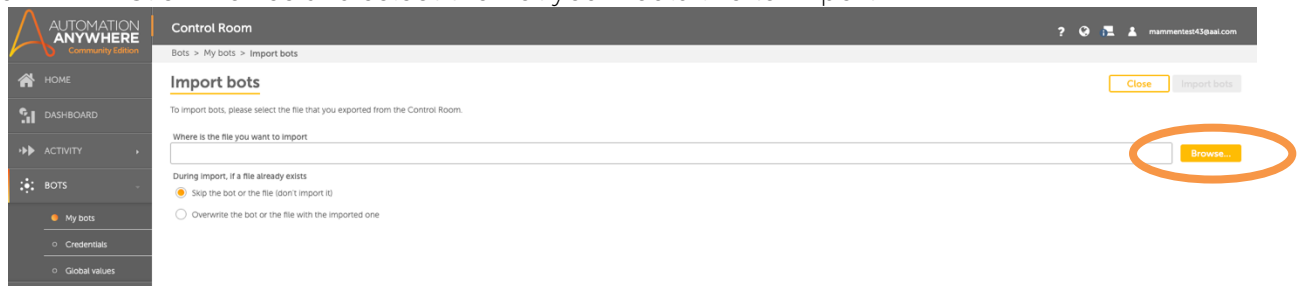 AUTOMATION
ANYWHERE
Community Edition
Control Room
mammentest43@aai.com
Bots > My bots > Import bots
HOME
Import bots
Close
Import bots
To import bots, please select the file that you exported from the Control Room.
DASHBOARD
Where is the file you want to import
ACTIVITY
Browse...
During import, if a file already exists
BOTS
Skip the bot or the file (don't import it)
Overwrite the bot or the file with the imported one
My bots
Credentials
Global values